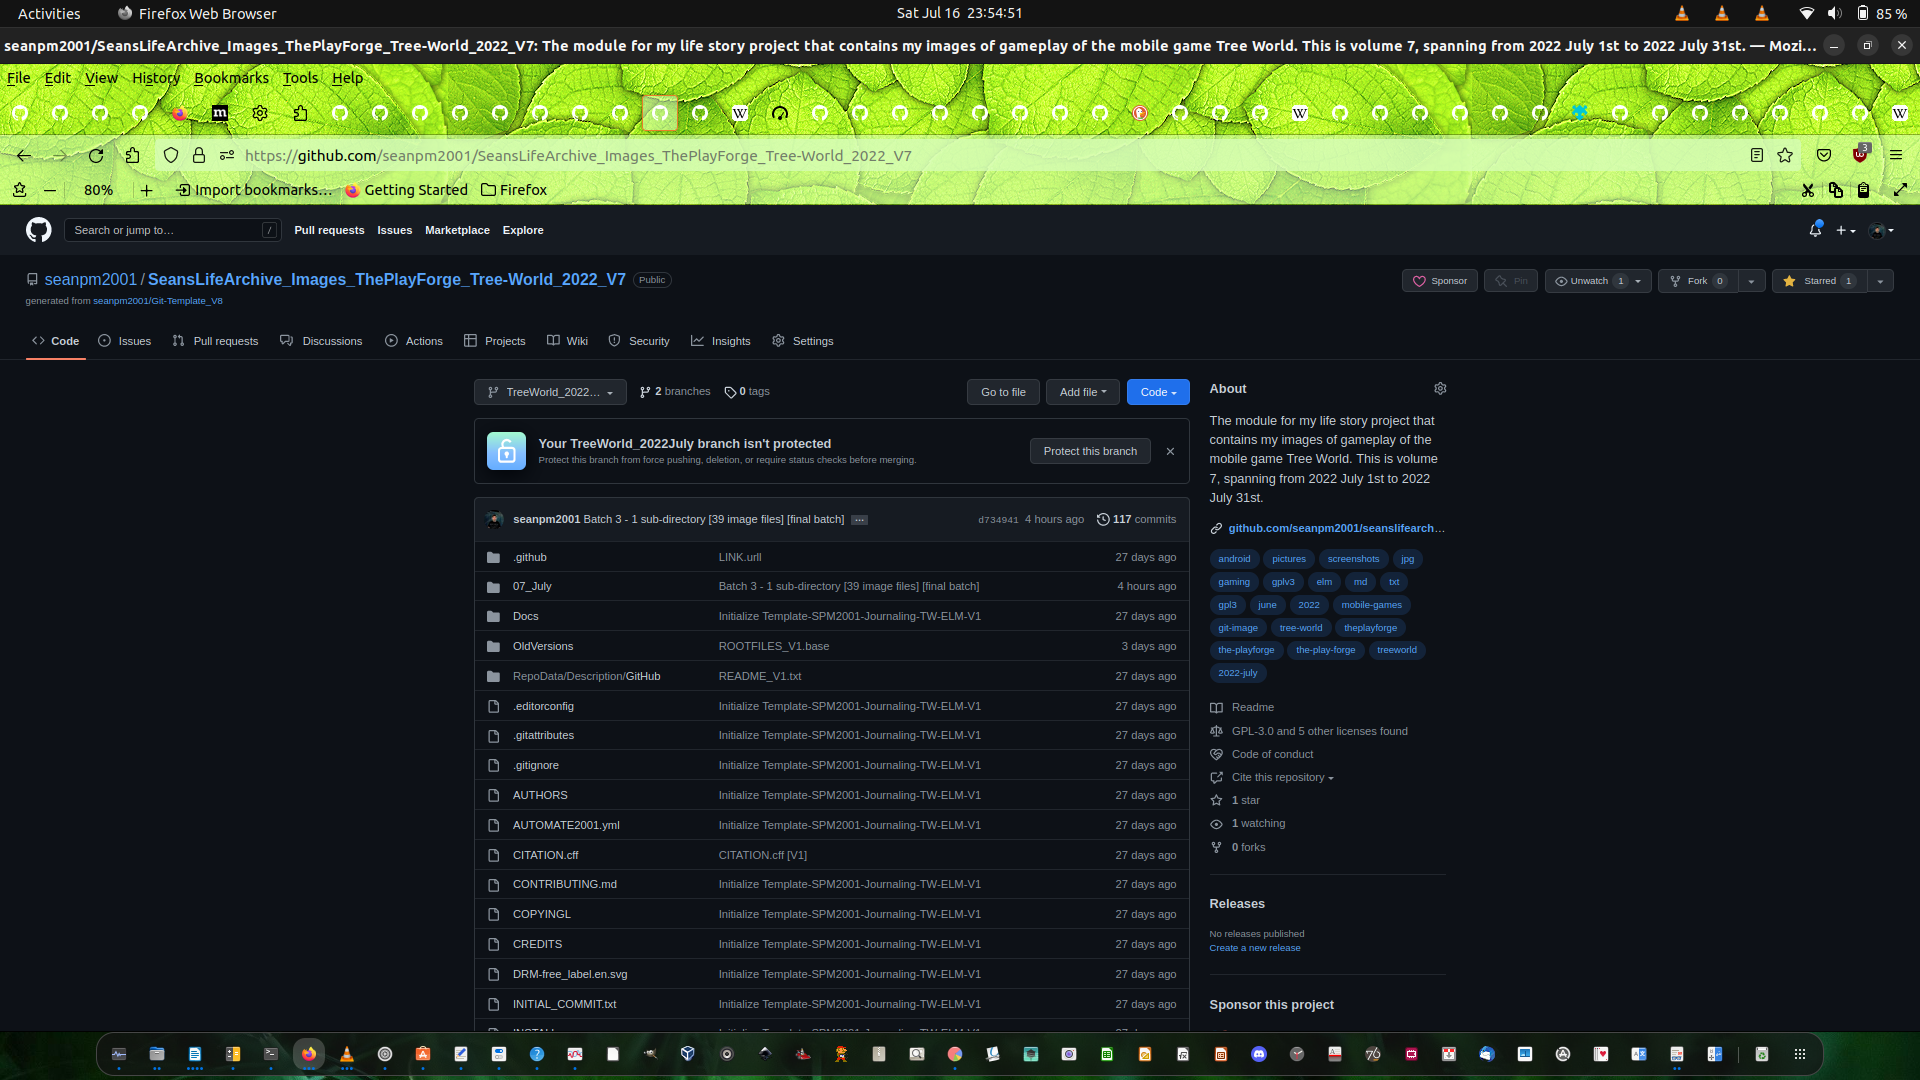 Activities
Firefox Web Browser
Sat Jul 16 23:54:51
85 %
seanpm2001/SeansLifeArchive_Images_ThePlayForge_Tree-World_2022_V7: The module for my life story project that contains my images of gameplay of the mobile game Tree World. This is volume 7, spanning from 2022 July 1st to 2022 July 31st. — Mozi…
File Edit View History Bookmarks Tools Help
https://github.com/seanpm2001/SeansLifeArchive_Images_ThePlayForge_Tree-World_2022_V7
3
80%
Import bookmarks…
Getting Started
Firefox
Search or jump to…
/
Pull requests
Issues
Marketplace
Explore
seanpm2001 / SeansLifeArchive_Images_ThePlayForge_Tree-World_2022_V7
Public
Sponsor
Pin
Unwatch 1
Fork 0
Starred 1
generated from seanpm2001/Git-Template_V8
Code
Issues
Pull requests
Discussions
Actions
Projects
Wiki
Security
Insights
Settings
TreeWorld_2022…
2 branches
0 tags
Go to file
Add file
Code
Your TreeWorld_2022July branch isn't protected
Protect this branch from force pushing, deletion, or require status checks before merging.
Protect this branch
seanpm2001 Batch 3 - 1 sub-directory [39 image files] [final batch] …
d734941 4 hours ago
117 commits
.github LINK.urll 27 days ago
07_July Batch 3 - 1 sub-directory [39 image files] [final batch] 4 hours ago
Docs Initialize Template-SPM2001-Journaling-TW-ELM-V1 27 days ago
OldVersions ROOTFILES_V1.base 3 days ago
RepoData/Description/GitHub README_V1.txt 27 days ago
.editorconfig Initialize Template-SPM2001-Journaling-TW-ELM-V1 27 days ago
.gitattributes Initialize Template-SPM2001-Journaling-TW-ELM-V1 27 days ago
.gitignore Initialize Template-SPM2001-Journaling-TW-ELM-V1 27 days ago
AUTHORS Initialize Template-SPM2001-Journaling-TW-ELM-V1 27 days ago
AUTOMATE2001.yml Initialize Template-SPM2001-Journaling-TW-ELM-V1 27 days ago
CITATION.cff CITATION.cff [V1] 27 days ago
CONTRIBUTING.md Initialize Template-SPM2001-Journaling-TW-ELM-V1 27 days ago
COPYINGL Initialize Template-SPM2001-Journaling-TW-ELM-V1 27 days ago
CREDITS Initialize Template-SPM2001-Journaling-TW-ELM-V1 27 days ago
DRM-free_label.en.svg Initialize Template-SPM2001-Journaling-TW-ELM-V1 27 days ago
INITIAL_COMMIT.txt Initialize Template-SPM2001-Journaling-TW-ELM-V1 27 days ago
About
The module for my life story project that
contains my images of gameplay of the
mobile game Tree World. This is volume
7, spanning from 2022 July 1st to 2022
July 31st.
github.com/seanpm2001/seanslifearch…
android pictures screenshots jpg
gaming gplv3 elm md txt
gpl3 june 2022 mobile-games
git-image tree-world theplayforge
the-playforge the-play-forge treeworld
2022-july
Readme
GPL-3.0 and 5 other licenses found
Code of conduct
Cite this repository
1 star
1 watching
0 forks
Releases
No releases published
Create a new release
Sponsor this project